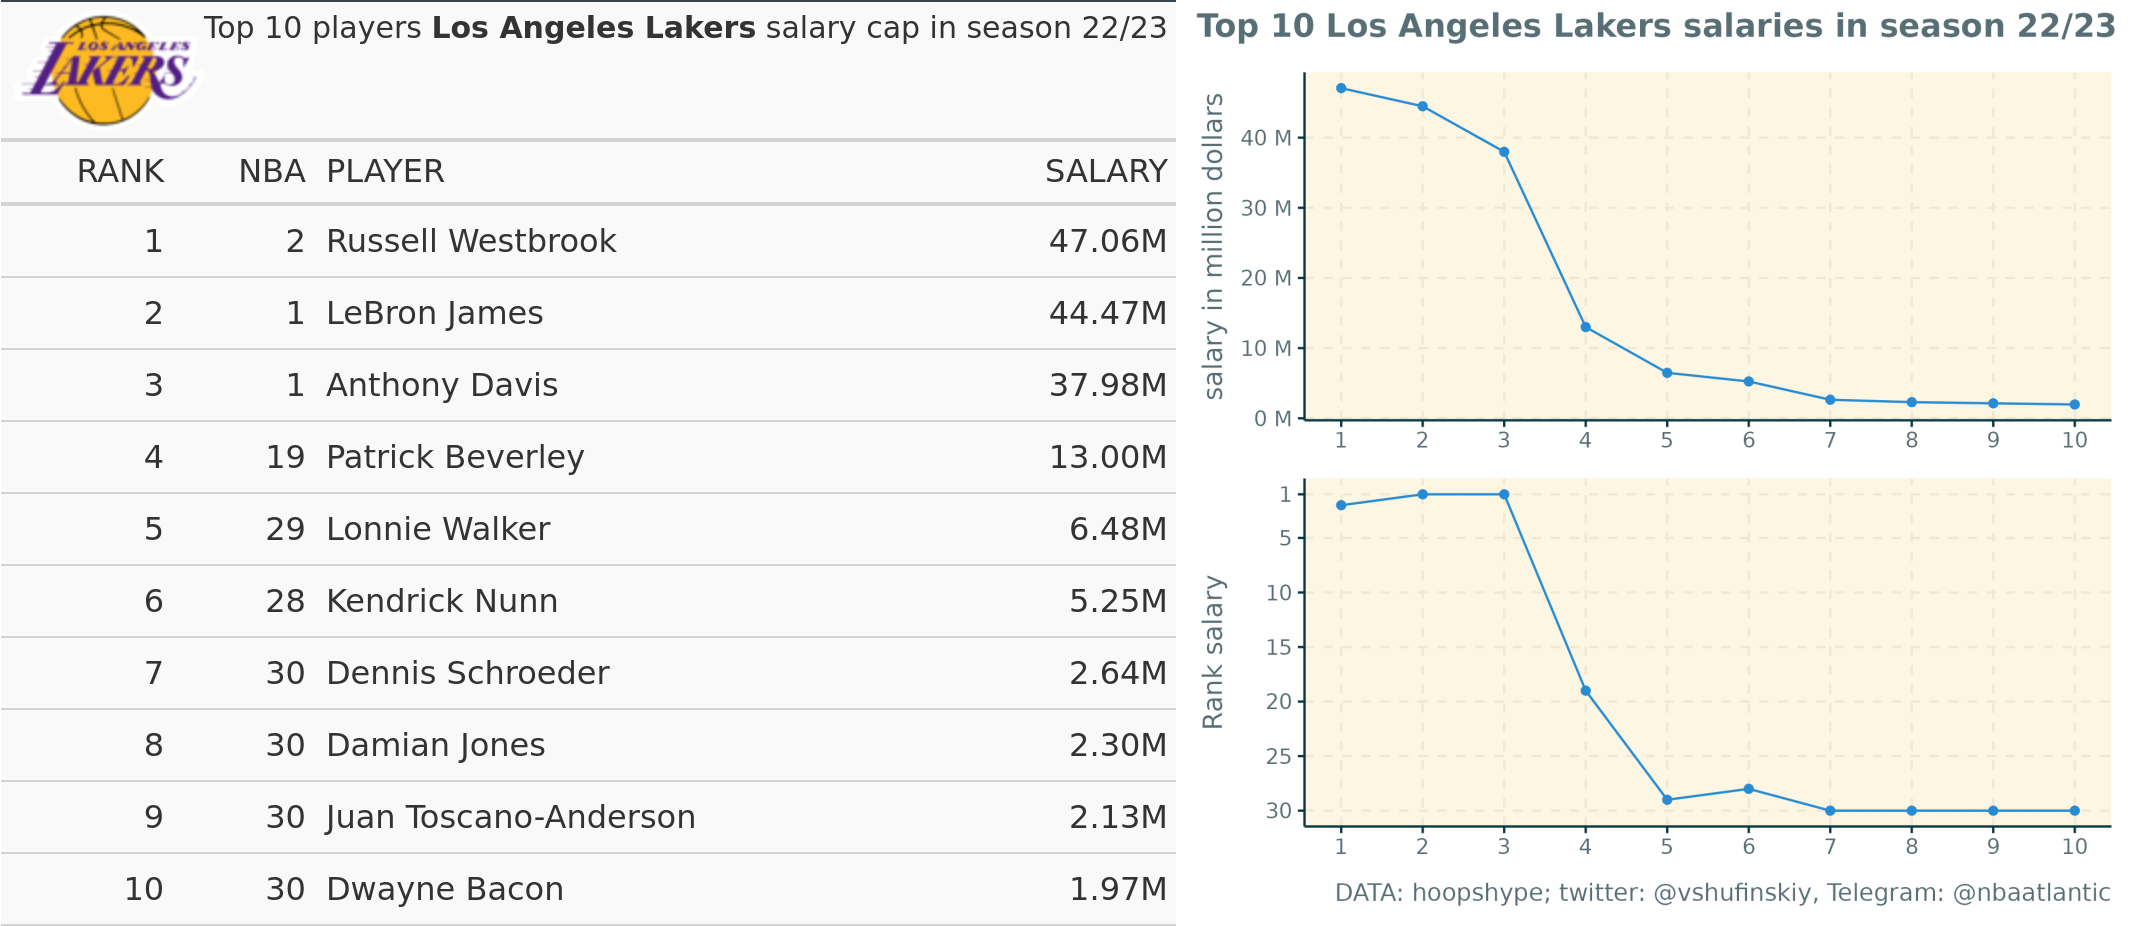 LOS ANGELES
LAKERS
Top 10 players Los Angeles Lakers salary cap in season 22/23
RANK NBA PLAYER SALARY
1 2 Russell Westbrook 47.06M
2 1 LeBron James 44.47M
3 1 Anthony Davis 37.98M
4 19 Patrick Beverley 13.00M
5 29 Lonnie Walker 6.48M
6 28 Kendrick Nunn 5.25M
7 30 Dennis Schroeder 2.64M
8 30 Damian Jones 2.30M
9 30 Juan Toscano-Anderson 2.13M
10 30 Dwayne Bacon 1.97M
Top 10 Los Angeles Lakers salaries in season 22/23
salary in million dollars
40 M
30 M
20 M
10 M
0 M
1 2 3 4 5 6 7 8 9 10
Rank salary
1
5
10
15
20
25
30
1 2 3 4 5 6 7 8 9 10
DATA: hoopshype; twitter: @vshufinskiy, Telegram: @nbaatlantic